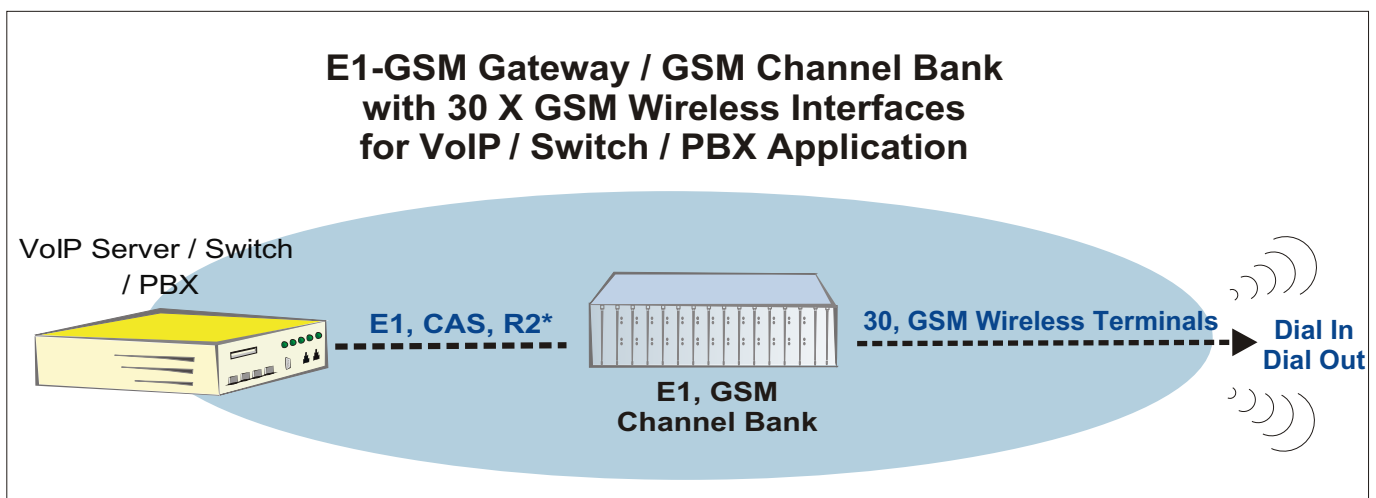 E1-GSM Gateway / GSM Channel Bank
with 30 X GSM Wireless Interfaces
for VoIP / Switch / PBX Application
VoIP Server / Switch
/ PBX
E1, CAS, R2*
E1, GSM
Channel Bank
30, GSM Wireless Terminals
Dial In
Dial Out